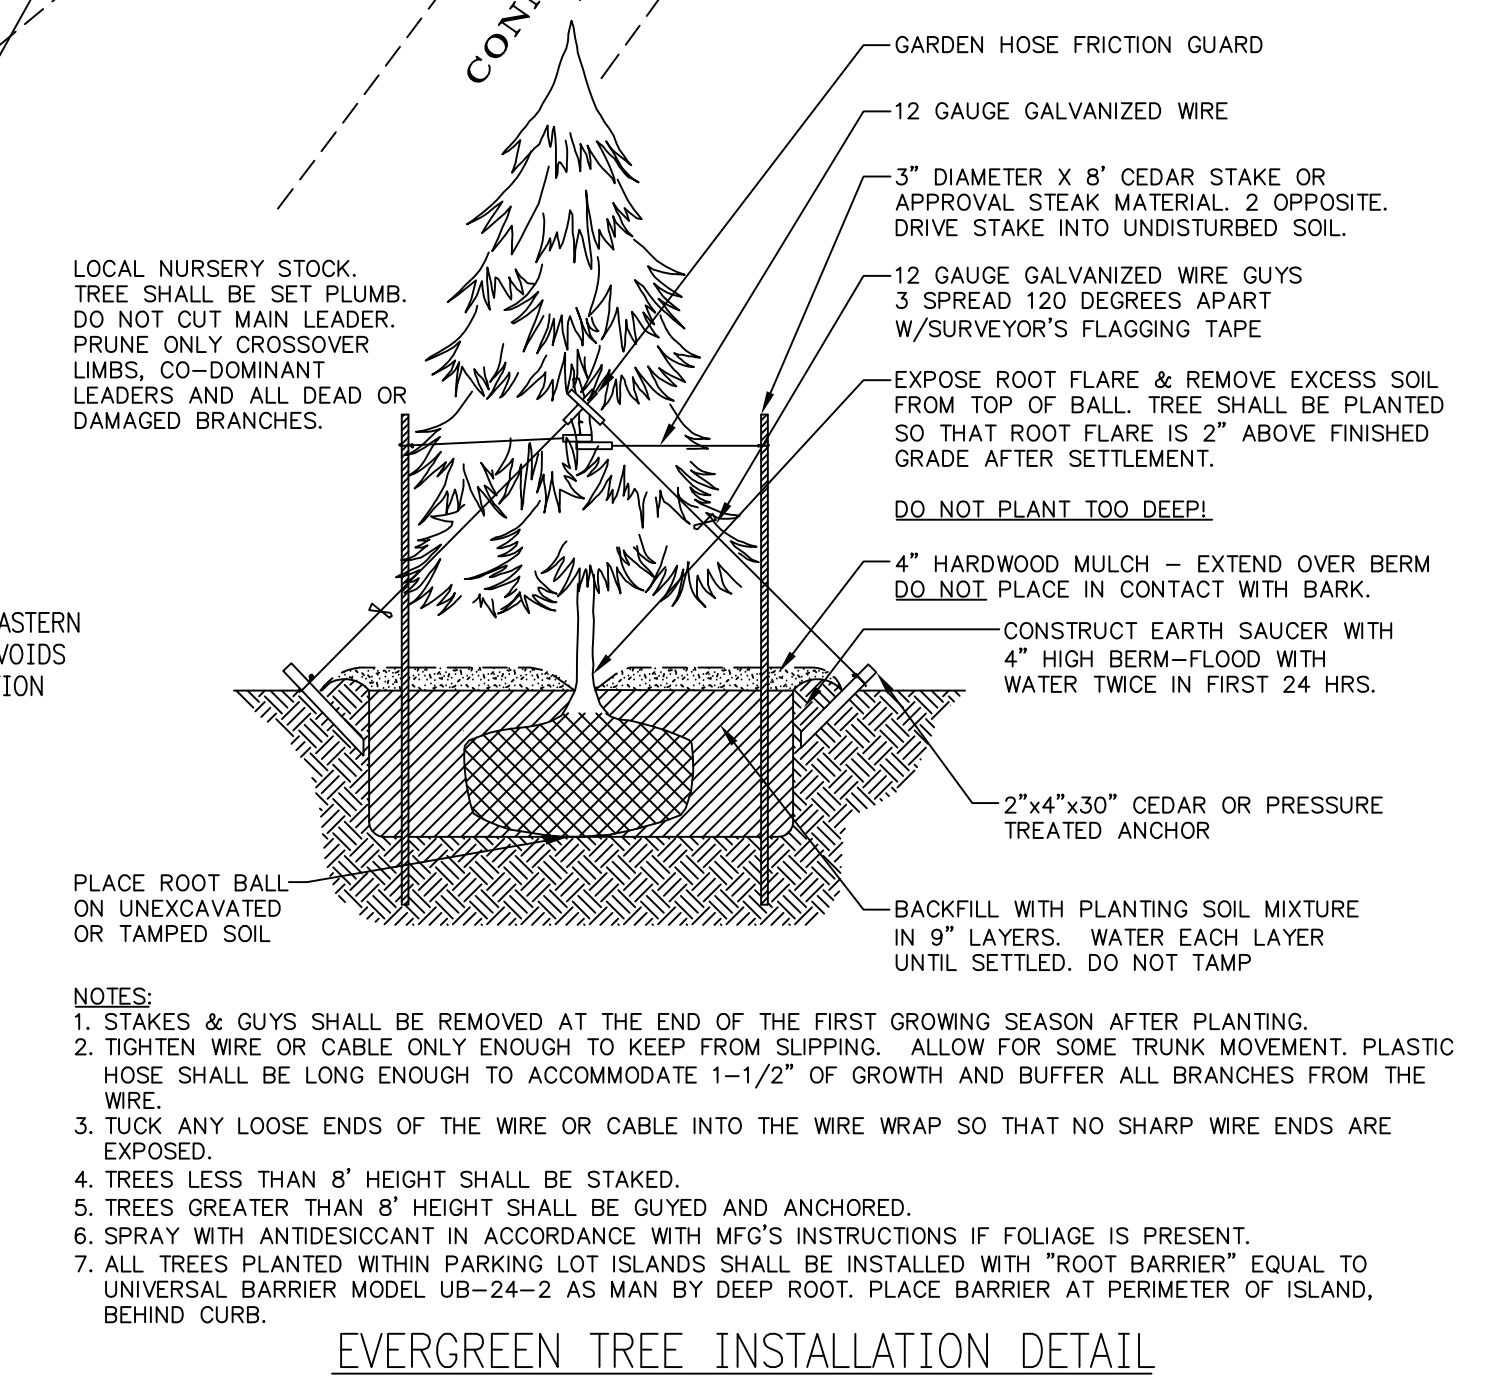 CON
GARDEN HOSE FRICTION GUARD
12 GAUGE GALVANIZED WIRE
3" DIAMETER X 8' CEDAR STAKE OR
APPROVAL STEAK MATERIAL. 2 OPPOSITE.
DRIVE STAKE INTO UNDISTURBED SOIL.
LOCAL NURSERY STOCK.
TREE SHALL BE SET PLUMB.
DO NOT CUT MAIN LEADER.
PRUNE ONLY CROSSOVER
LIMBS, CO-DOMINANT
LEADERS AND ALL DEAD OR
DAMAGED BRANCHES.
12 GAUGE GALVANIZED WIRE GUYS
3 SPREAD 120 DEGREES APART
W/SURVEYOR'S FLAGGING TAPE
EXPOSE ROOT FLARE & REMOVE EXCESS SOIL
FROM TOP OF BALL. TREE SHALL BE PLANTED
SO THAT ROOT FLARE IS 2" ABOVE FINISHED
GRADE AFTER SETTLEMENT.
DO NOT PLANT TOO DEEP!
4" HARDWOOD MULCH - EXTEND OVER BERM
DO NOT PLACE IN CONTACT WITH BARK.
ASTERN
VOIDS
TION
CONSTRUCT EARTH SAUCER WITH
4" HIGH BERM-FLOOD WITH
WATER TWICE IN FIRST 24 HRS.
2"x4"x30" CEDAR OR PRESSURE
TREATED ANCHOR
PLACE ROOT BALL
ON UNEXCAVATED
OR TAMPED SOIL
BACKFILL WITH PLANTING SOIL MIXTURE
IN 9" LAYERS. WATER EACH LAYER
UNTIL SETTLED. DO NOT TAMP
NOTES:
1. STAKES & GUYS SHALL BE REMOVED AT THE END OF THE FIRST GROWING SEASON AFTER PLANTING.
2. TIGHTEN WIRE OR CABLE ONLY ENOUGH TO KEEP FROM SLIPPING. ALLOW FOR SOME TRUNK MOVEMENT. PLASTIC
HOSE SHALL BE LONG ENOUGH TO ACCOMMODATE 1-1/2" OF GROWTH AND BUFFER ALL BRANCHES FROM THE
WIRE.
3. TUCK ANY LOOSE ENDS OF THE WIRE OR CABLE INTO THE WIRE WRAP SO THAT NO SHARP WIRE ENDS ARE
EXPOSED.
4. TREES LESS THAN 8' HEIGHT SHALL BE STAKED.
5. TREES GREATER THAN 8' HEIGHT SHALL BE GUYED AND ANCHORED.
6. SPRAY WITH ANTIDESICCANT IN ACCORDANCE WITH MFG'S INSTRUCTIONS IF FOLIAGE IS PRESENT.
7. ALL TREES PLANTED WITHIN PARKING LOT ISLANDS SHALL BE INSTALLED WITH "ROOT BARRIER" EQUAL TO
UNIVERSAL BARRIER MODEL UB-24-2 AS MAN BY DEEP ROOT. PLACE BARRIER AT PERIMETER OF ISLAND,
BEHIND CURB.
EVERGREEN TREE INSTALLATION DETAIL